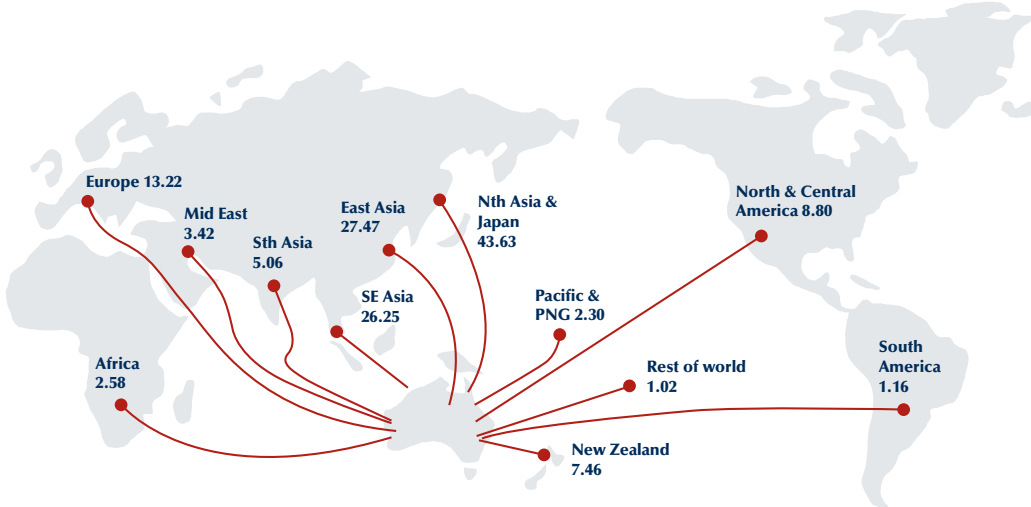 Europe 13.22
Mid East
3.42
Sth Asia
5.06
East Asia
27.47
Nth Asia &
Japan
43.63
North & Central
America 8.80
SE Asia
26.25
Pacific &
PNG 2.30
Africa
2.58
Rest of world
1.02
South
America
1.16
New Zealand
7.46